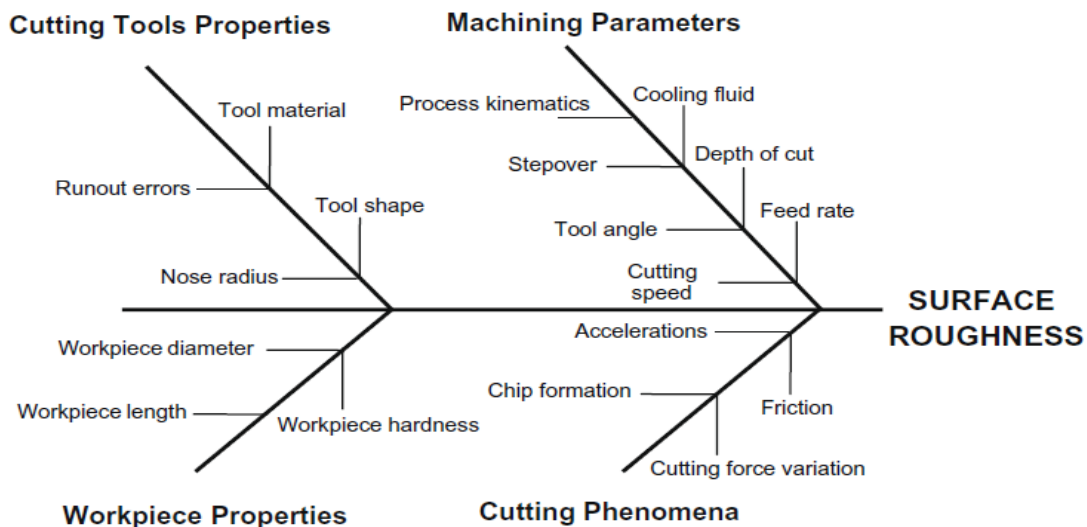 Cutting Tools Properties
Machining Parameters
Tool material
Runout errors
Tool shape
Nose radius
Process kinematics
Cooling fluid
Stepover
Depth of cut
Tool angle
Feed rate
Cutting
speed
SURFACE
ROUGHNESS
Workpiece diameter
Workpiece length
Workpiece hardness
Accelerations
Chip formation
Friction
Cutting force variation
Workpiece Properties
Cutting Phenomena